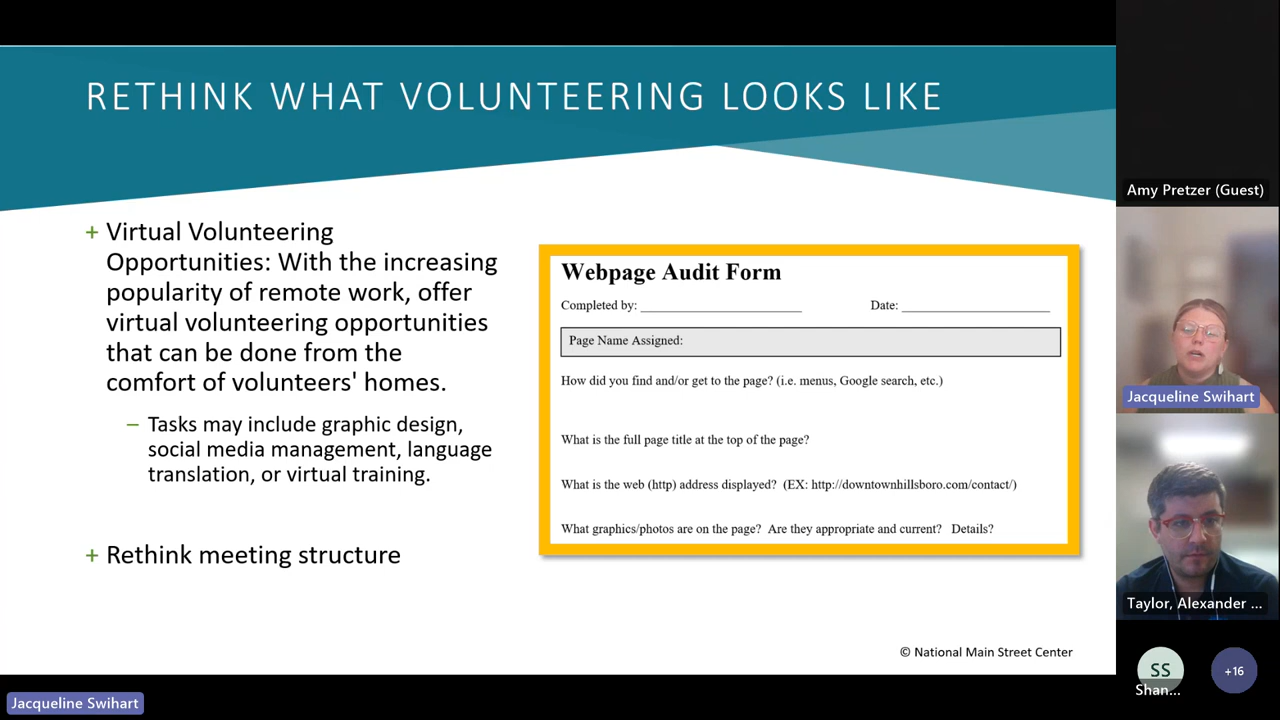 RETHINK WHAT VOLUNTEERING LOOKS LIKE
+ Virtual Volunteering
Opportunities: With the increasing
popularity of remote work, offer
virtual volunteering opportunities
that can be done from the
comfort of volunteers' homes.
– Tasks may include graphic design,
social media management, language
translation, or virtual training.
+ Rethink meeting structure
Webpage Audit Form
Completed by: ____________________ Date: ____________________
Page Name Assigned:
How did you find and/or get to the page? (i.e. menus, Google search, etc.)
What is the full page title at the top of the page?
What is the web (http) address displayed? (EX: http://downtownhillsboro.com/contact/)
What graphics/photos are on the page? Are they appropriate and current? Details?
© National Main Street Center
Amy Pretzer (Guest)
Jacqueline Swihart
Taylor, Alexander ...
SS
Shan...
+16
Jacqueline Swihart